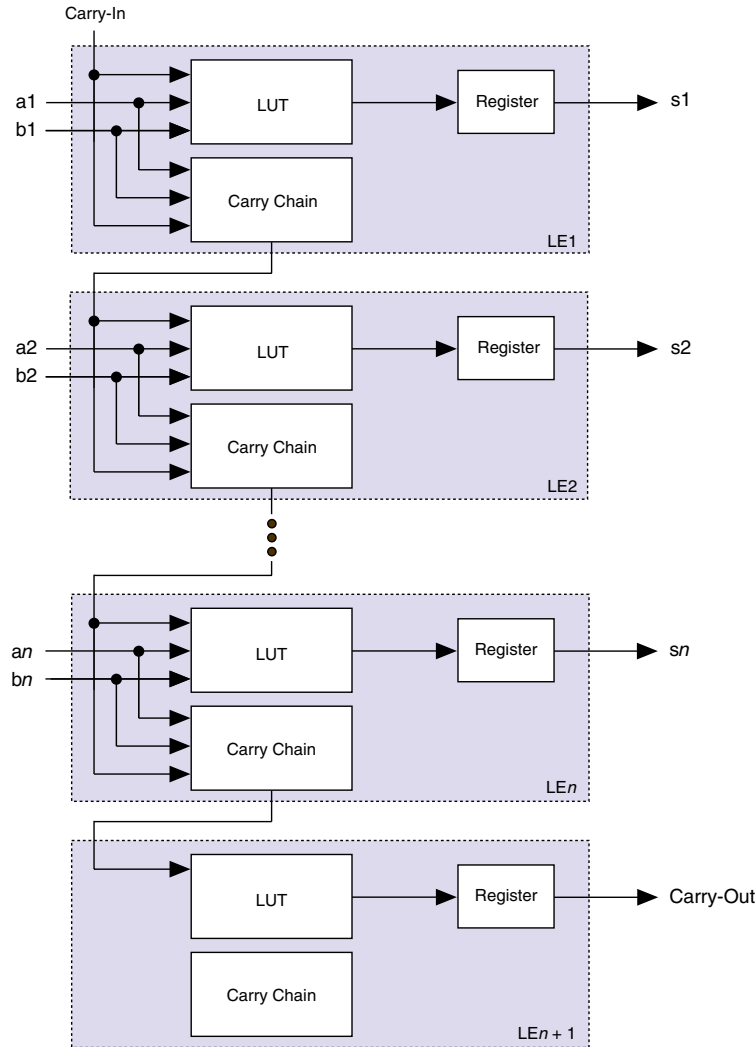 Carry-In
a1
b1
LUT
Register
s1
Carry Chain
LE1
a2
b2
LUT
Register
s2
Carry Chain
LE2
an
bn
LUT
Register
sn
Carry Chain
LEn
LUT
Register
Carry-Out
Carry Chain
LEn + 1